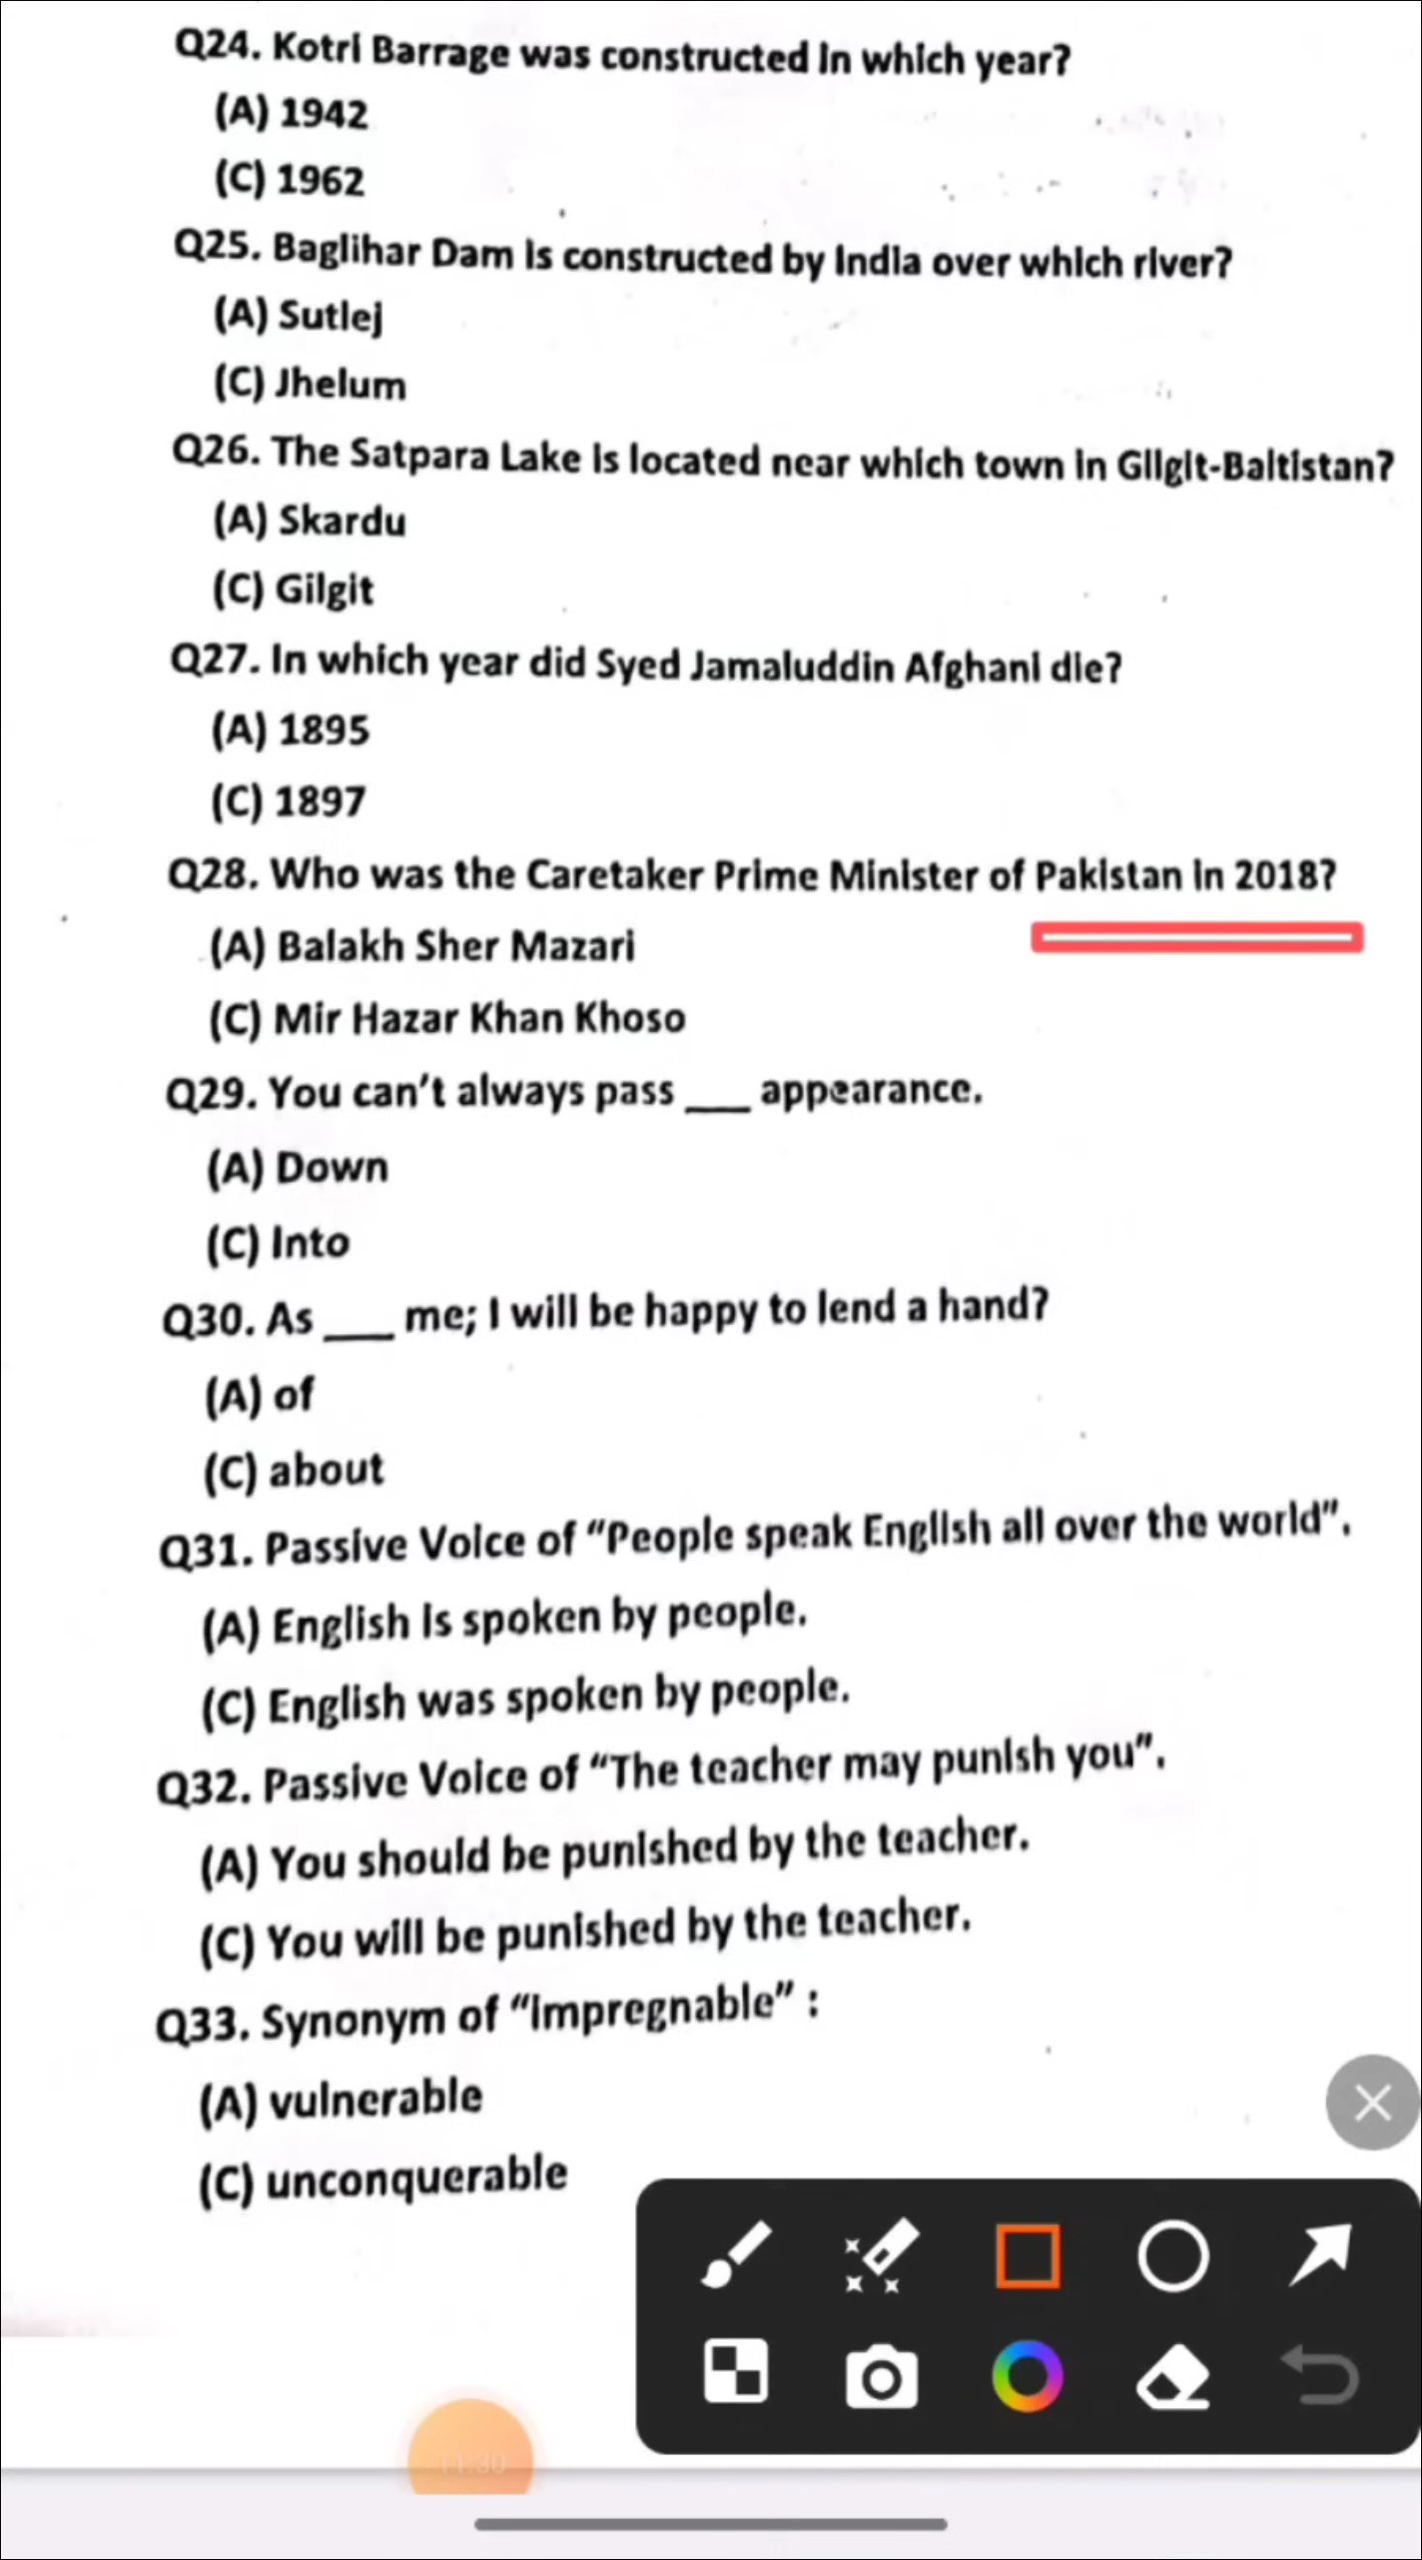 Q24. Kotri Barrage was constructed in which year?
(A) 1942
(C) 1962
Q25. Baglihar Dam is constructed by India over which river?
(A) Sutlej
(C) Jhelum
Q26. The Satpara Lake is located near which town in Gilgit-Baltistan?
(A) Skardu
(C) Gilgit
Q27. In which year did Syed Jamaluddin Afghani die?
(A) 1895
(C) 1897
Q28. Who was the Caretaker Prime Minister of Pakistan in 2018?
(A) Balakh Sher Mazari
(C) Mir Hazar Khan Khoso
Q29. You can't always pass ___ appearance.
(A) Down
(C) Into
Q30. As ___ me; I will be happy to lend a hand?
(A) of
(C) about
Q31. Passive Voice of “People speak English all over the world”.
(A) English is spoken by people.
(C) English was spoken by people.
Q32. Passive Voice of “The teacher may punish you”.
(A) You should be punished by the teacher.
(C) You will be punished by the teacher.
Q33. Synonym of “Impregnable” :
(A) vulnerable
(C) unconquerable
11:30